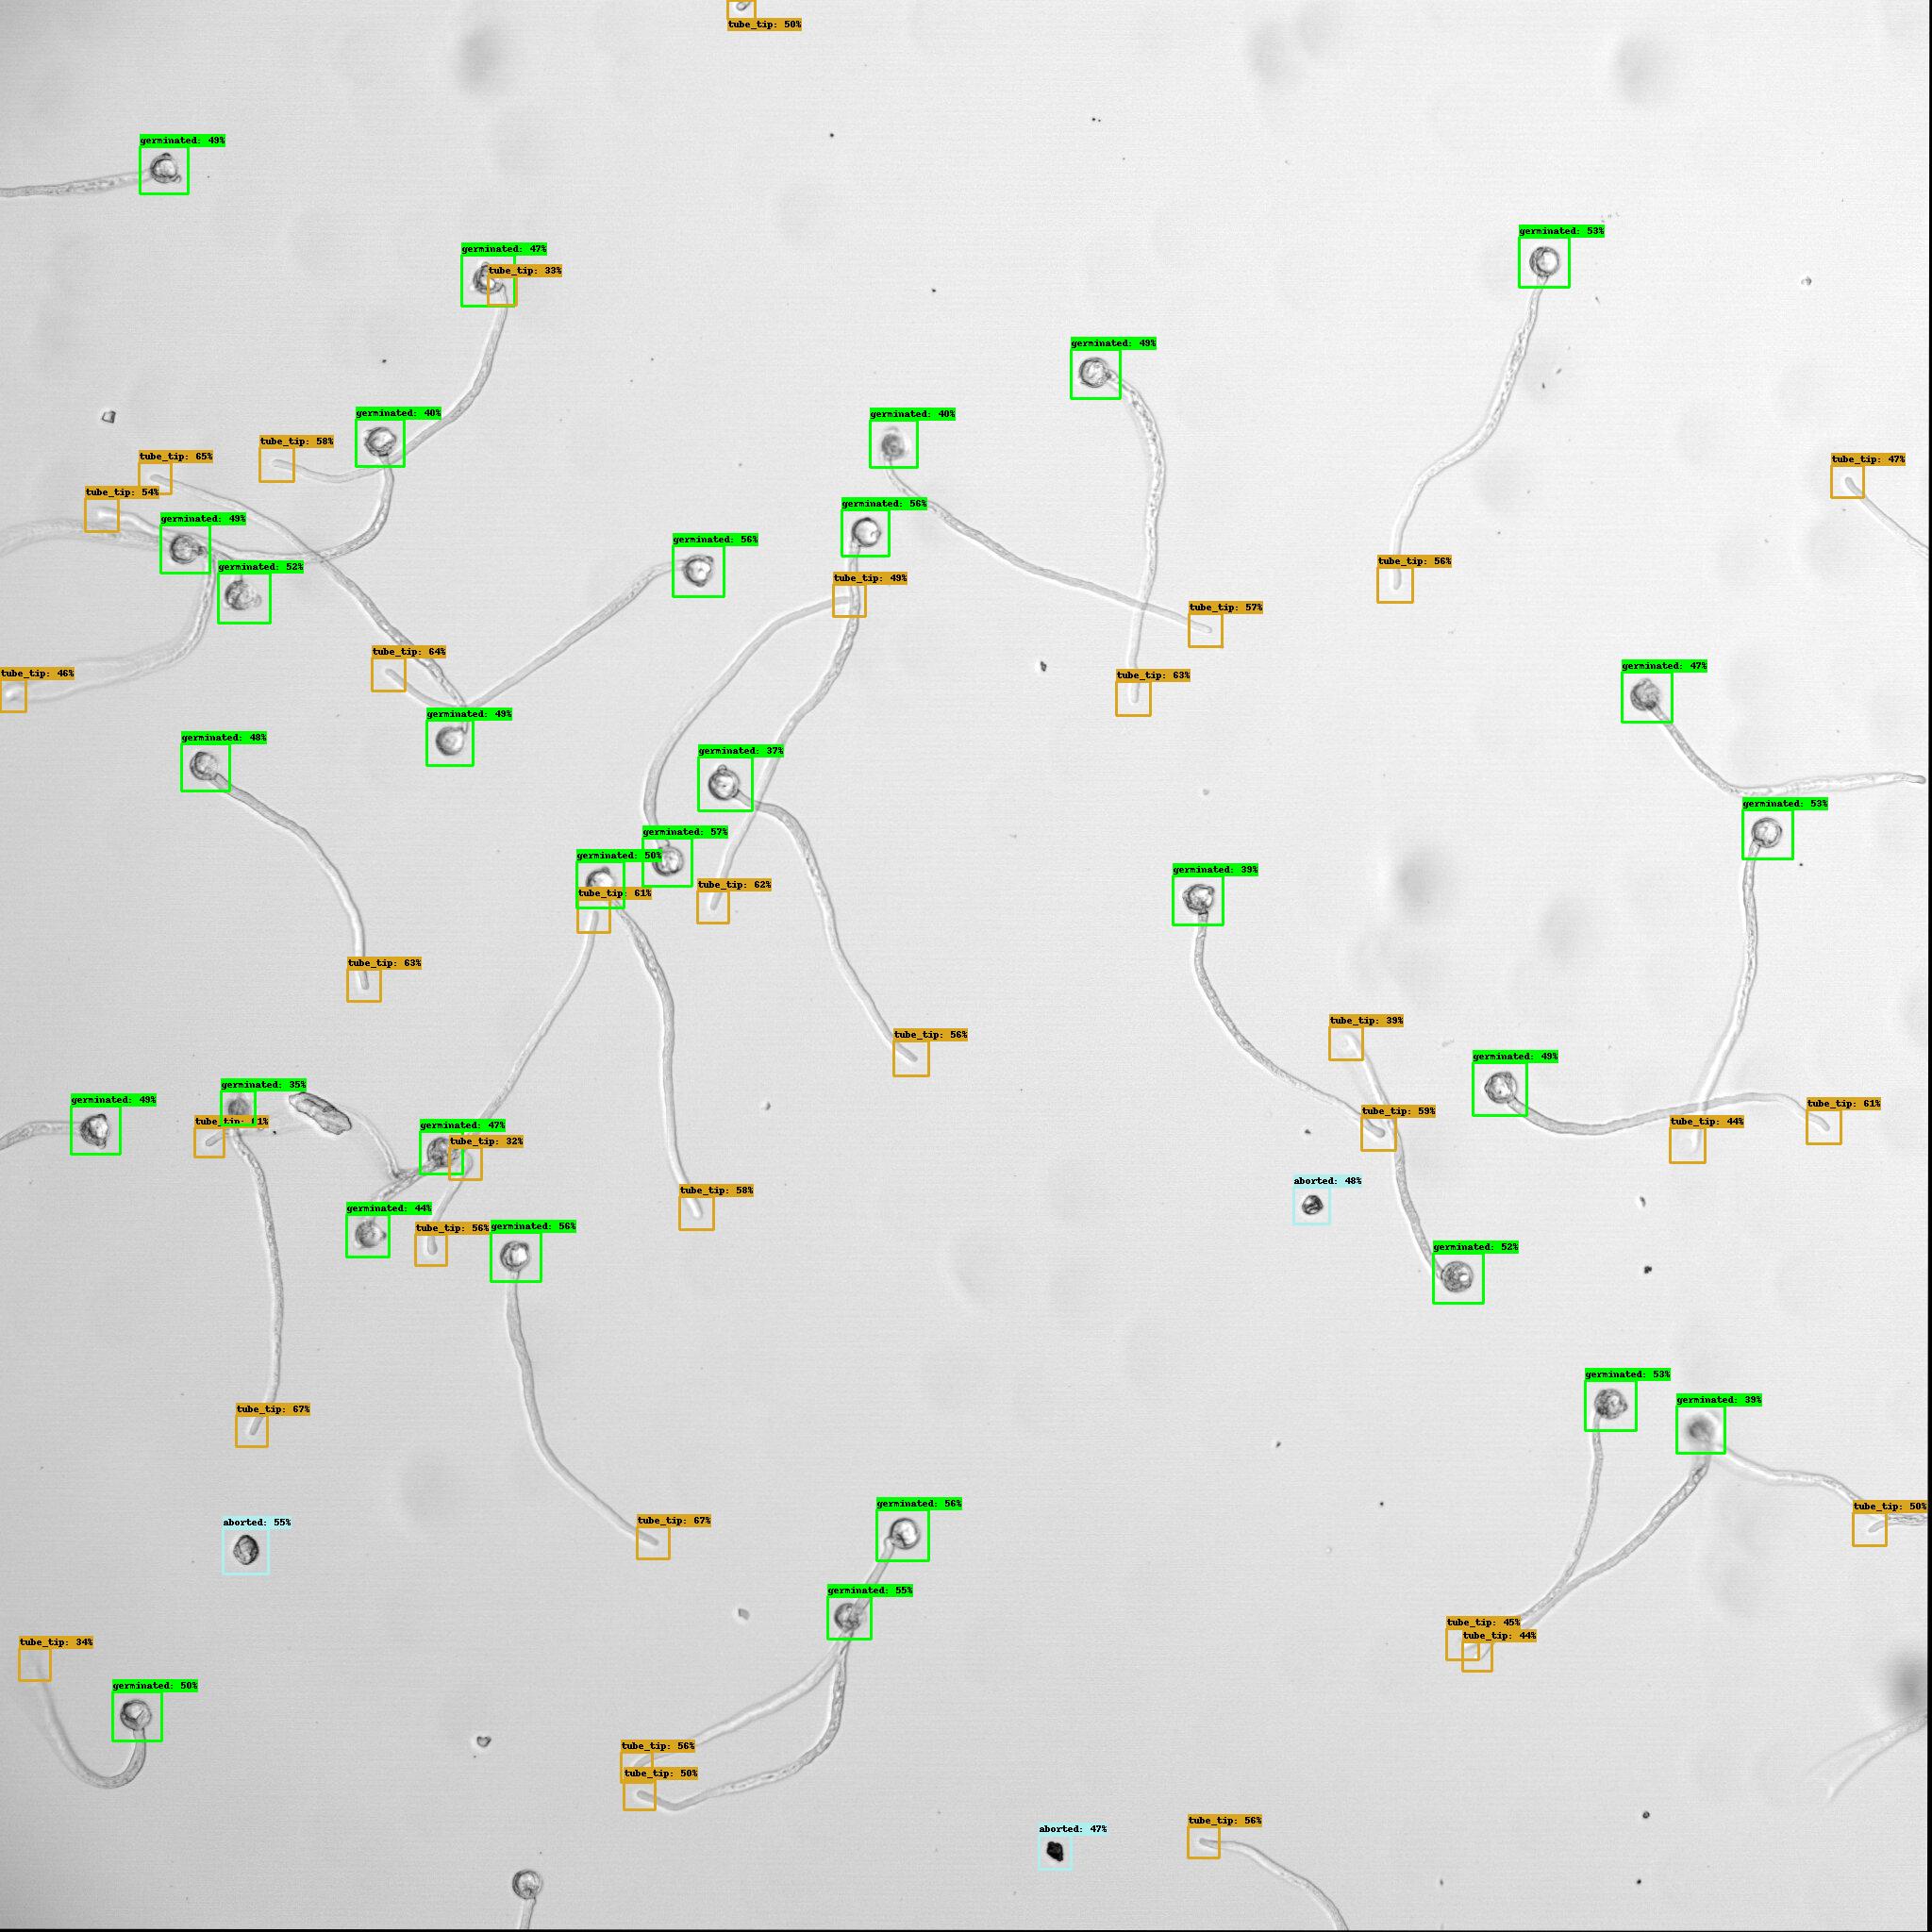 tube_tip: 50%
germinated: 49%
germinated: 53%
germinated: 47%
tube_tip: 33%
germinated: 49%
germinated: 40%
germinated: 40%
tube_tip: 58%
tube_tip: 65%
tube_tip: 47%
tube_tip: 54%
germinated: 56%
germinated: 49%
germinated: 56%
tube_tip: 56%
germinated: 52%
tube_tip: 49%
tube_tip: 57%
tube_tip: 64%
germinated: 47%
tube_tip: 46%
tube_tip: 63%
germinated: 49%
germinated: 48%
germinated: 37%
germinated: 53%
germinated: 57%
germinated: 50%
germinated: 39%
tube_tip: 62%
tube_tip: 61%
tube_tip: 63%
tube_tip: 39%
tube_tip: 56%
germinated: 49%
germinated: 35%
germinated: 49%
tube_tip: 61%
tube_tip: 59%
tube_tip: 44%
germinated: 47%
tube_tip: 32%
aborted: 48%
tube_tip: 58%
germinated: 44%
tube_tip: 56%
germinated: 56%
germinated: 52%
germinated: 53%
germinated: 39%
tube_tip: 67%
germinated: 56%
tube_tip: 50%
aborted: 55%
tube_tip: 67%
germinated: 55%
tube_tip: 45%
tube_tip: 44%
tube_tip: 34%
germinated: 50%
tube_tip: 56%
tube_tip: 50%
tube_tip: 56%
aborted: 47%